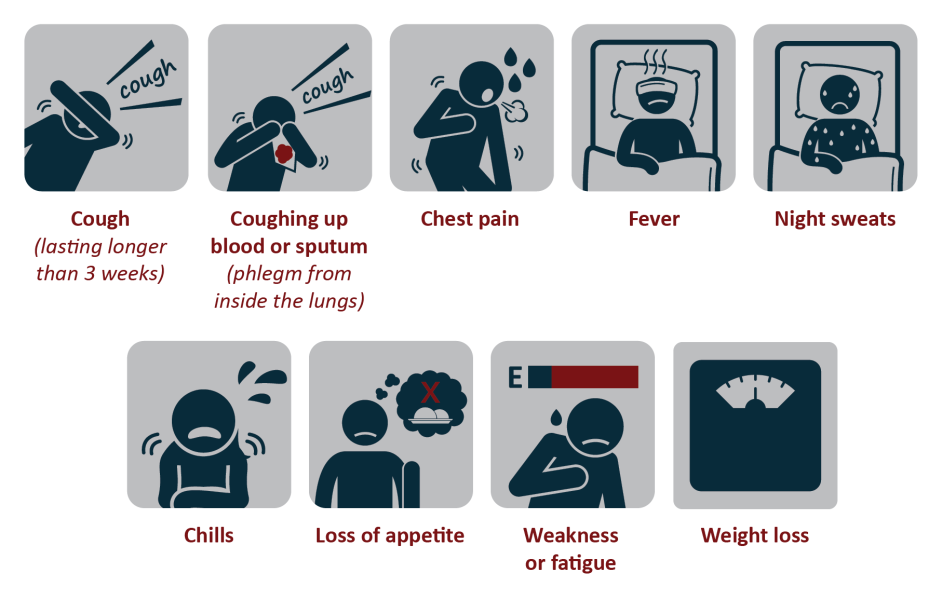 cough
cough
Cough
(lasting longer
than 3 weeks)
Coughing up
blood or sputum
(phlegm from
inside the lungs)
Chest pain
Fever
Night sweats
X
E
Chills
Loss of appetite
Weakness
or fatigue
Weight loss